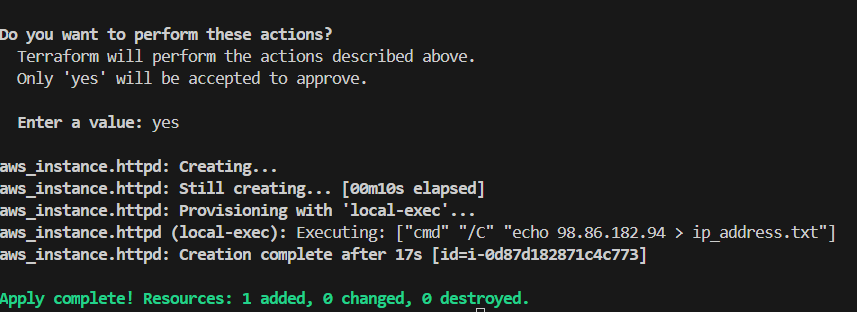 Do you want to perform these actions?
Terraform will perform the actions described above.
Only 'yes' will be accepted to approve.
Enter a value: yes
aws_instance.httpd: Creating...
aws_instance.httpd: Still creating... [00m10s elapsed]
aws_instance.httpd: Provisioning with 'local-exec'...
aws_instance.httpd (local-exec): Executing: ["cmd" "/C" "echo 98.86.182.94 > ip_address.txt"]
aws_instance.httpd: Creation complete after 17s [id=i-0d87d182871c4c773]
Apply complete! Resources: 1 added, 0 changed, 0 destroyed.